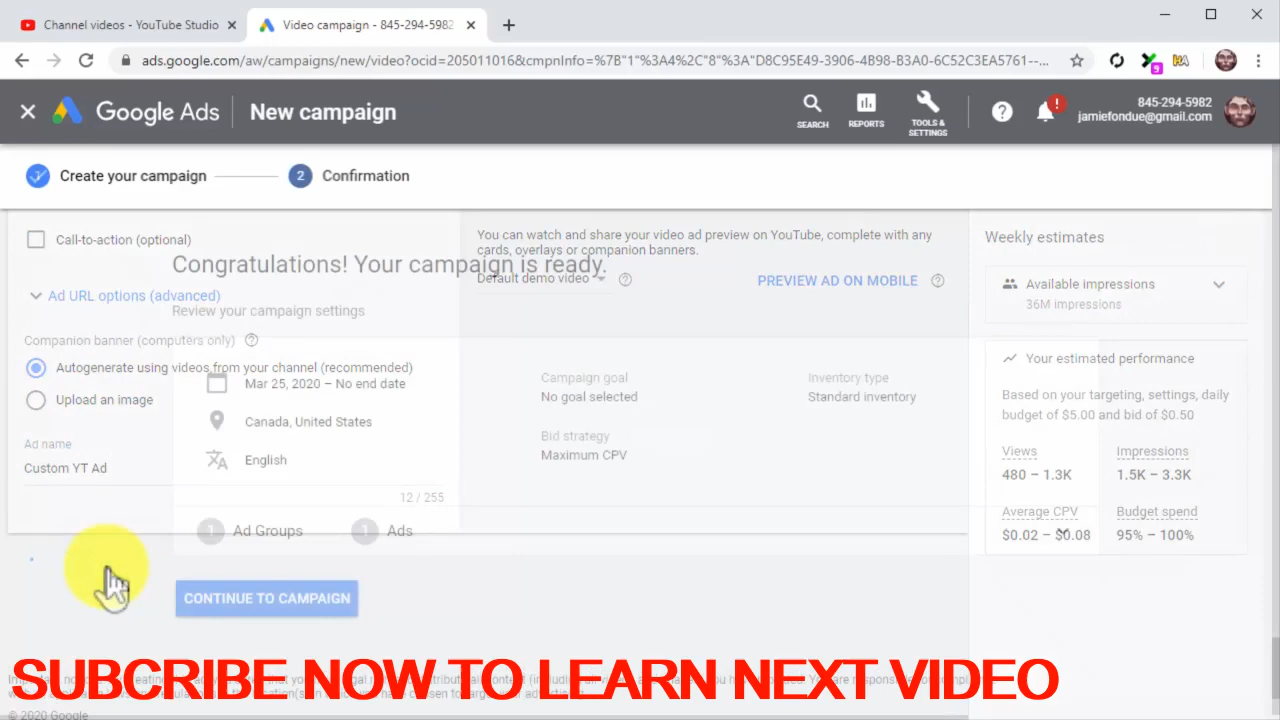 Channel videos - YouTube Studio
Video campaign - 845-294-5982
ads.google.com/aw/campaigns/new/video?ocid=205011016&cmpnInfo=%7B"1"%3A4%2C"8"%3A"D8C95E49-3906-4B98-B3A0-6C52C3EA5761--...
9
Google Ads
New campaign
SEARCH
REPORTS
TOOLS &
SETTINGS
?
!
845-294-5982
jamiefondue@gmail.com
Create your campaign
2 Confirmation
Call-to-action (optional)
Ad URL options (advanced)
Companion banner (computers only)
Autogenerate using videos from your channel (recommended)
Upload an image
Ad name
Custom YT Ad
12 / 255
You can watch and share your video ad preview on YouTube, complete with any
cards, overlays or companion banners.
Default demo video
PREVIEW AD ON MOBILE
Congratulations! Your campaign is ready.
Review your campaign settings
Mar 25, 2020 – No end date
Canada, United States
English
1 Ad Groups
1 Ads
Campaign goal
No goal selected
Bid strategy
Maximum CPV
Inventory type
Standard inventory
CONTINUE TO CAMPAIGN
Weekly estimates
Available impressions
36M impressions
Your estimated performance
Based on your targeting, settings, daily
budget of $5.00 and bid of $0.50
Views
480 – 1.3K
Impressions
1.5K – 3.3K
Average CPV
$0.02 – $0.08
Budget spend
95% – 100%
SUBCRIBE NOW TO LEARN NEXT VIDEO
© 2020 Google